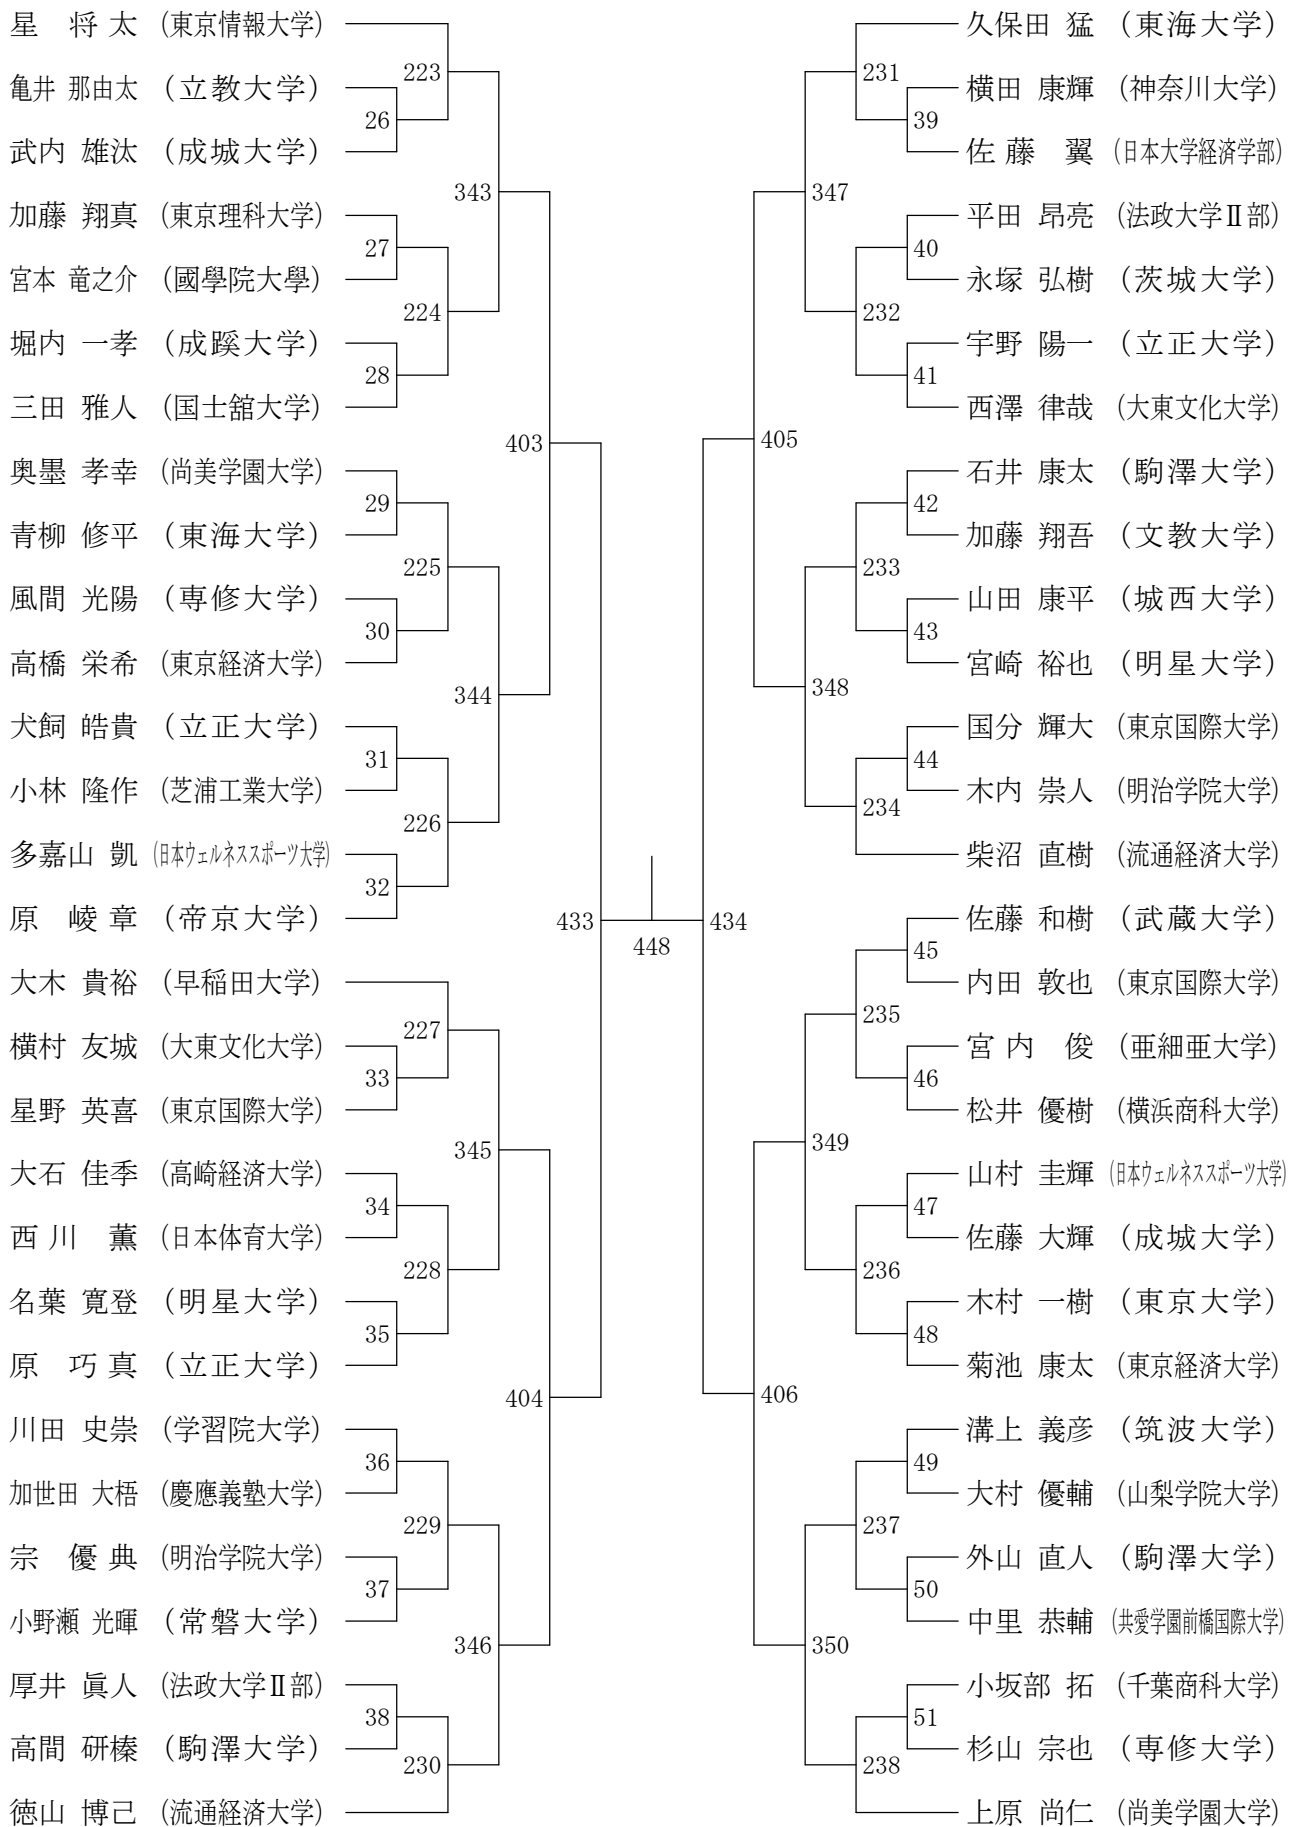 星 将太 (東京情報大学)
亀井 那由太 (立教大学)
武内 雄汰 (成城大学)
加藤 翔真 (東京理科大学)
宮本 竜之介 (國學院大學)
堀内 一孝 (成蹊大学)
三田 雅人 (国士舘大学)
奥墨 孝幸 (尚美学園大学)
青柳 修平 (東海大学)
風間 光陽 (専修大学)
高橋 栄希 (東京経済大学)
犬飼 皓貴 (立正大学)
小林 隆作 (芝浦工業大学)
多嘉山 凱 (日本ウェルネススポーツ大学)
原 崚章 (帝京大学)
大木 貴裕 (早稲田大学)
横村 友城 (大東文化大学)
星野 英喜 (東京国際大学)
大石 佳季 (高崎経済大学)
西川 薫 (日本体育大学)
名葉 寛登 (明星大学)
原 巧真 (立正大学)
川田 史崇 (学習院大学)
加世田 大梧 (慶應義塾大学)
宗 優典 (明治学院大学)
小野瀬 光暉 (常磐大学)
厚井 眞人 (法政大学Ⅱ部)
高間 研榛 (駒澤大学)
徳山 博己 (流通経済大学)
26
27
28
29
30
31
32
33
34
35
36
37
38
223
224
225
226
227
228
229
230
343
344
345
346
403
404
433
448
434
405
406
347
348
349
350
231
232
233
234
235
236
237
238
39
40
41
42
43
44
45
46
47
48
49
50
51
久保田 猛 (東海大学)
横田 康輝 (神奈川大学)
佐藤 翼 (日本大学経済学部)
平田 昂亮 (法政大学Ⅱ部)
永塚 弘樹 (茨城大学)
宇野 陽一 (立正大学)
西澤 律哉 (大東文化大学)
石井 康太 (駒澤大学)
加藤 翔吾 (文教大学)
山田 康平 (城西大学)
宮崎 裕也 (明星大学)
国分 輝大 (東京国際大学)
木内 崇人 (明治学院大学)
柴沼 直樹 (流通経済大学)
佐藤 和樹 (武蔵大学)
内田 敦也 (東京国際大学)
宮内 俊 (亜細亜大学)
松井 優樹 (横浜商科大学)
山村 圭輝 (日本ウェルネススポーツ大学)
佐藤 大輝 (成城大学)
木村 一樹 (東京大学)
菊池 康太 (東京経済大学)
溝上 義彦 (筑波大学)
大村 優輔 (山梨学院大学)
外山 直人 (駒澤大学)
中里 恭輔 (共愛学園前橋国際大学)
小坂部 拓 (千葉商科大学)
杉山 宗也 (専修大学)
上原 尚仁 (尚美学園大学)